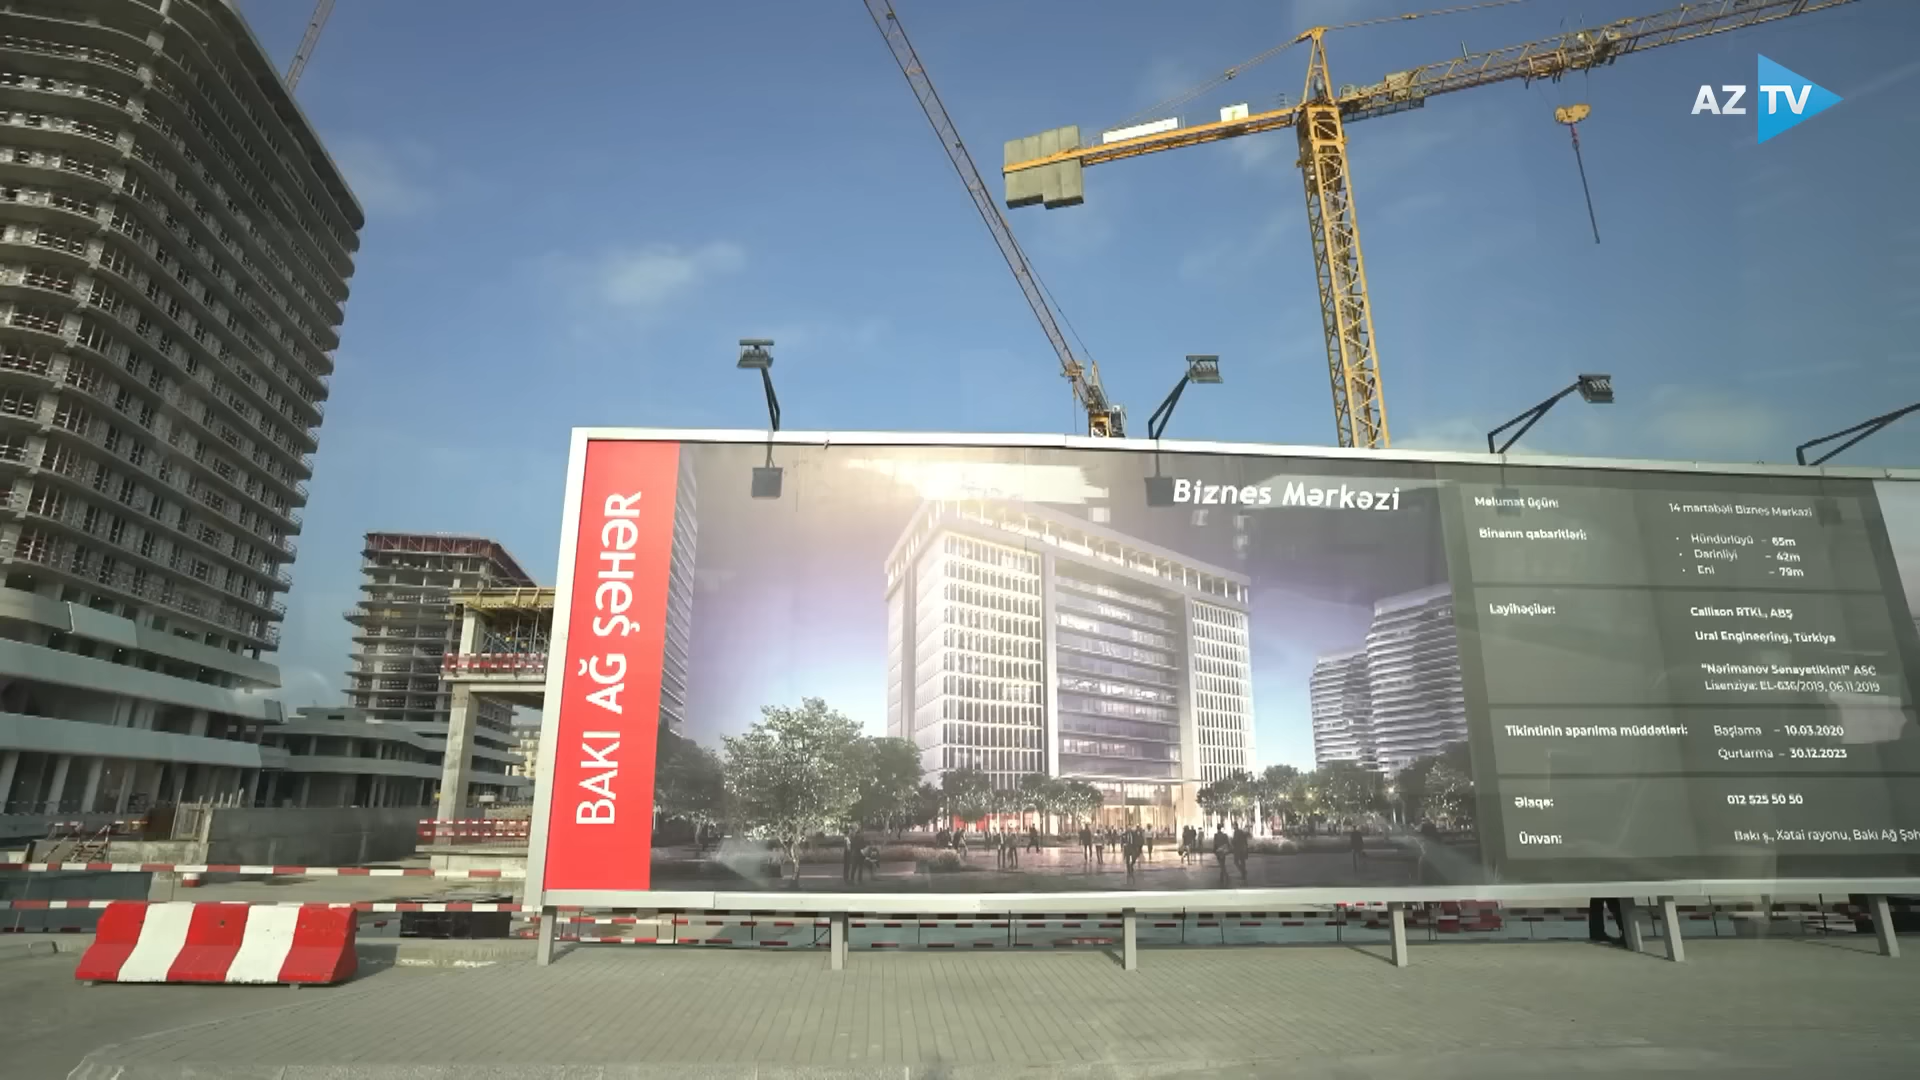 AZ TV
BAKI AĞ ŞƏHƏR
Biznes Mərkəzi
Məlumat üçün: 14 mərtəbəli Biznes Mərkəzi
Binanın qabaritləri:
• Hündürlüyü – 65m
• Dərinliyi – 42m
• Eni – 79m
Layihəçilər: Callison RTKL, ABŞ
Ural Engineering, Türkiyə
"Nərimanov Sənayetikinti" ASC
Lisenziya: EL-636/2019, 06.11.2019
Tikintinin aparılma müddətləri: Başlama – 10.03.2020
Qurtarma – 30.12.2023
Əlaqə: 012 525 50 50
Ünvan: Bakı ş., Xətai rayonu, Bakı Ağ Şəh